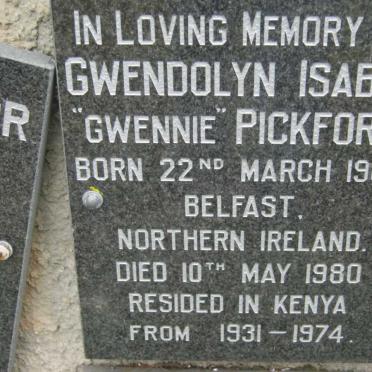 IN LOVING MEMORY
GWENDOLYN ISAB
"GWENNIE" PICKFOR
BORN 22ND MARCH 19
BELFAST,
NORTHERN IRELAND.
DIED 10TH MAY 1980
RESIDED IN KENYA
FROM 1931-1974.
R